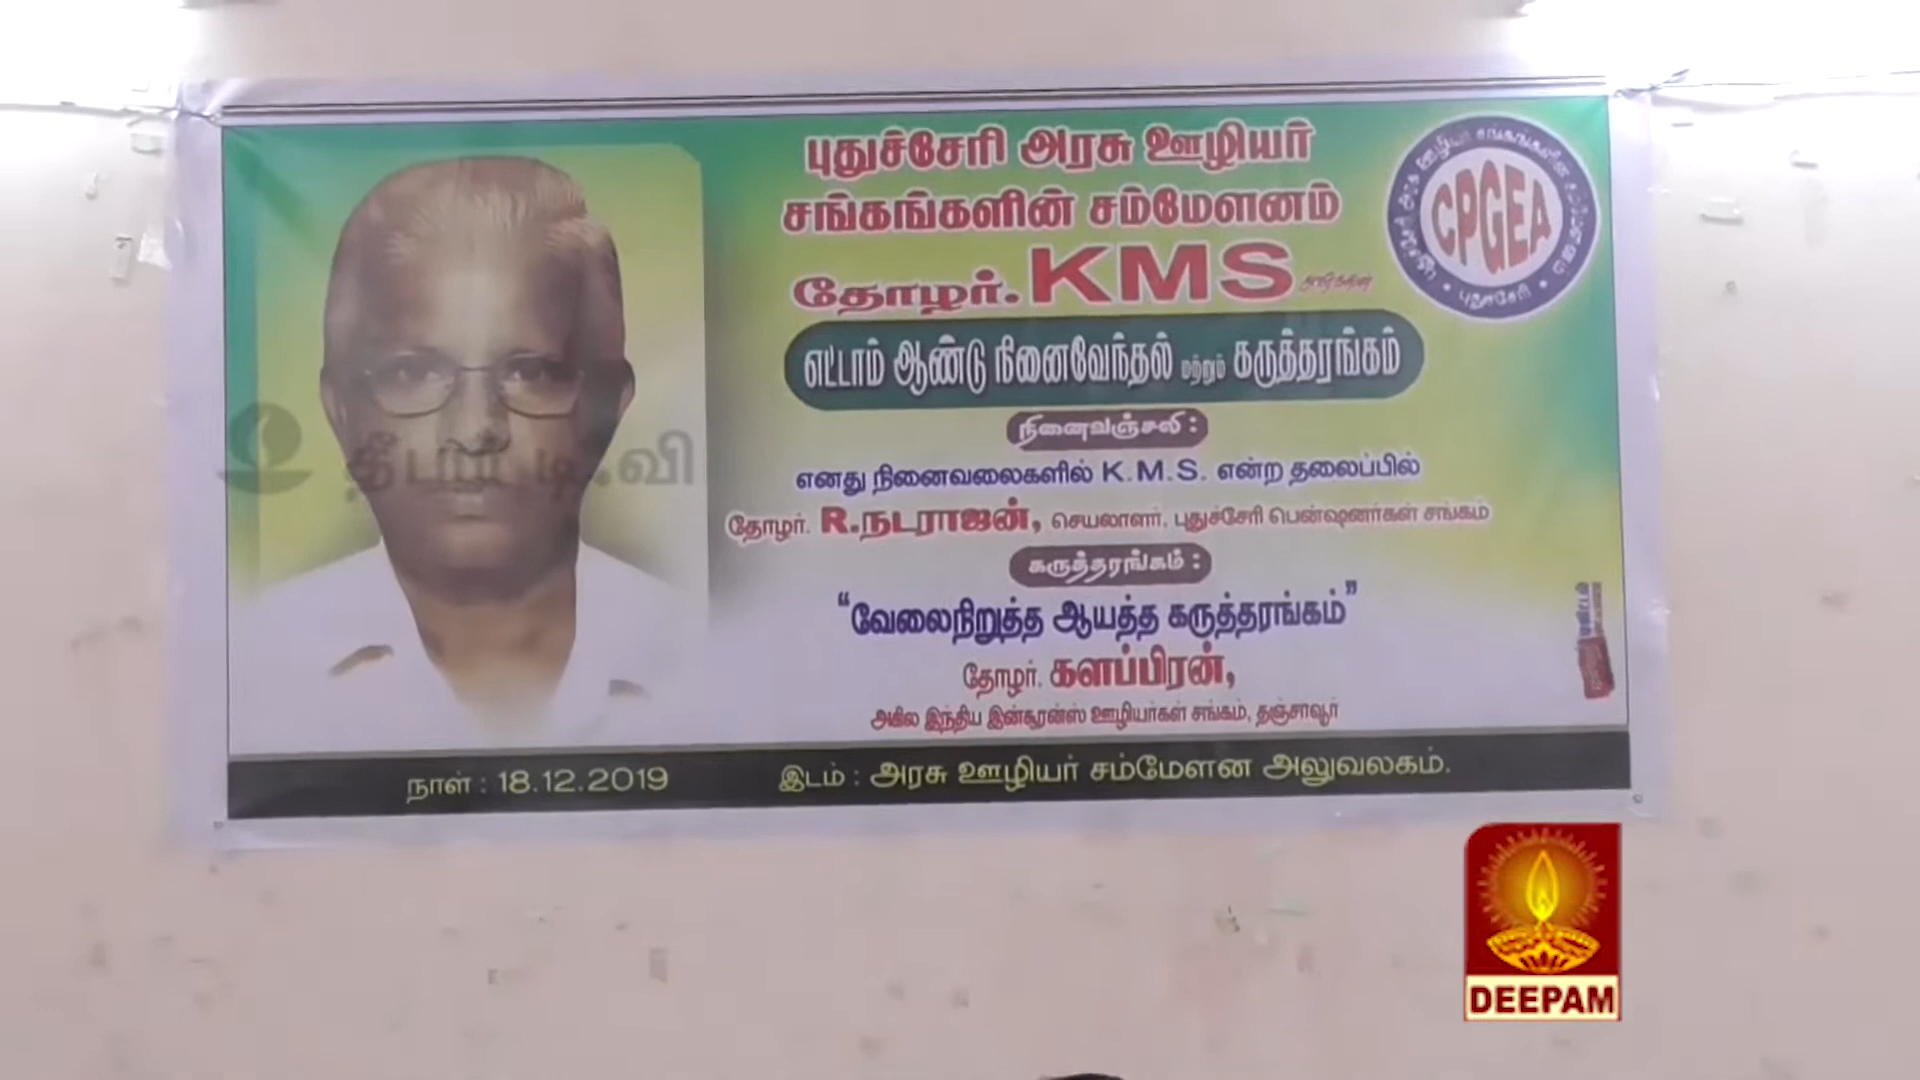 புதுச்சேரி அரசு ஊழியர்
சங்கங்களின் சம்மேளனம்
தோழர். KMS
CPGEA
புதுச்சேரி
எட்டாம் ஆண்டு நினைவேந்தல் மற்றும் கருத்தரங்கம்
நினைவஞ்சலி :
எனது நினைவலைகளில் K.M.S. என்ற தலைப்பில்
தோழர். R.நடராஜன், செயலாளர், புதுச்சேரி பென்ஷனர்கள் சங்கம்
கருத்தரங்கம் :
“வேலைநிறுத்த ஆயத்த கருத்தரங்கம்”
தோழர். களப்பிரன்,
அகில இந்திய இன்சூரன்ஸ் ஊழியர்கள் சங்கம், தஞ்சாவூர்
நாள் : 18.12.2019 இடம் : அரசு ஊழியர் சம்மேளன அலுவலகம்.
தீபம் டி.வி
DEEPAM